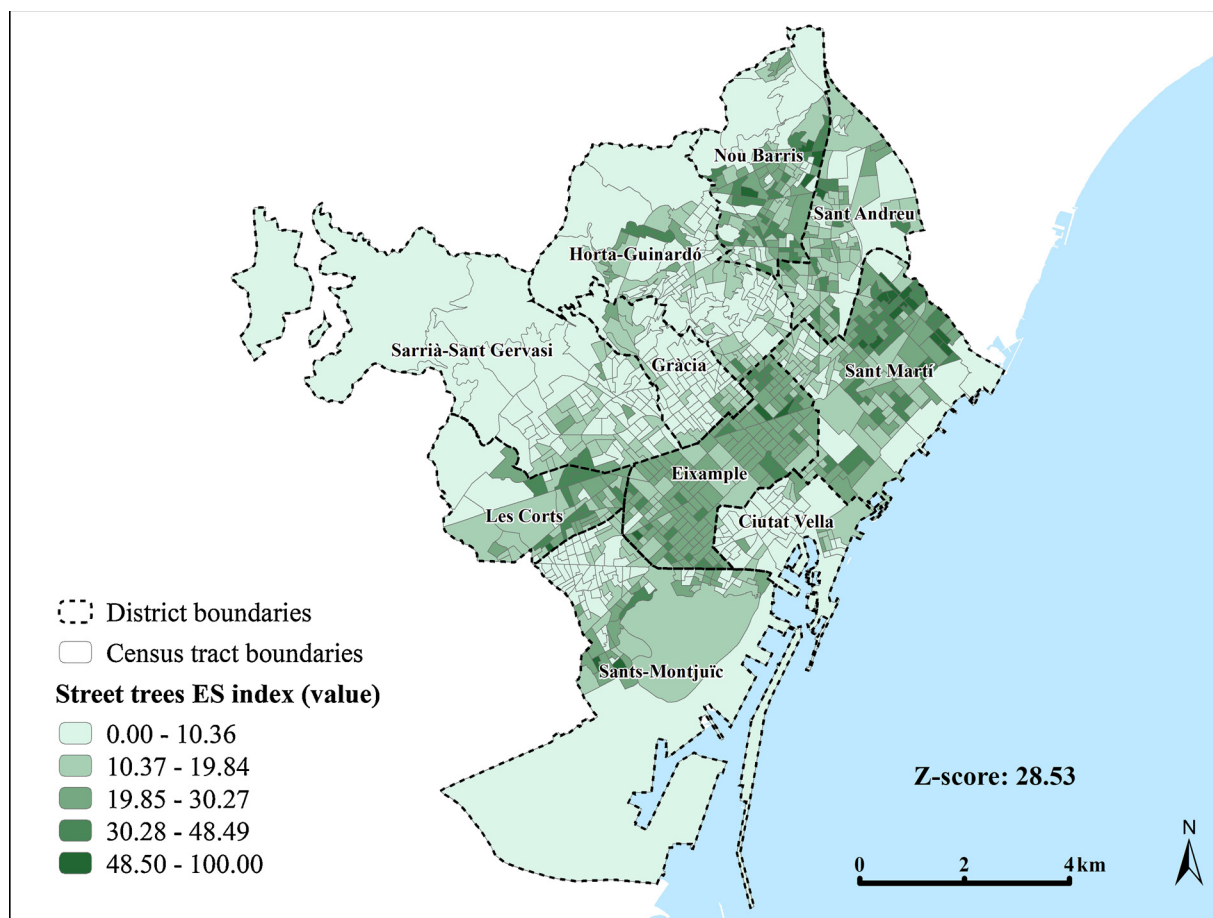 Nou Barris
Sant Andreu
Horta-Guinardó
Sarrià-Sant Gervasi
Gràcia
Sant Martí
Eixample
Les Corts
Ciutat Vella
Sants-Montjuïc
District boundaries
Census tract boundaries
Street trees ES index (value)
0.00 - 10.36
10.37 - 19.84
19.85 - 30.27
30.28 - 48.49
48.50 - 100.00
Z-score: 28.53
N
0 2 4 km